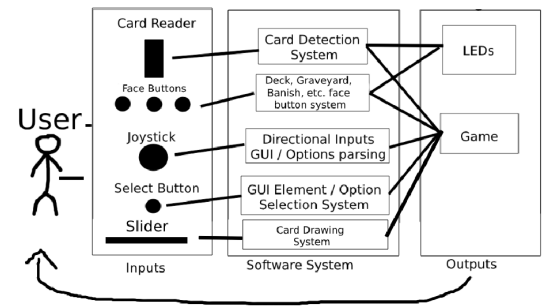 User
Card Reader
Face Buttons
Joystick
Select Button
Slider
Inputs
Card Detection
System
Deck, Graveyard,
Banish, etc. face
button system
Directional Inputs
GUI / Options parsing
GUI Element / Option
Selection System
Card Drawing
System
Software System
LEDs
Game
Outputs